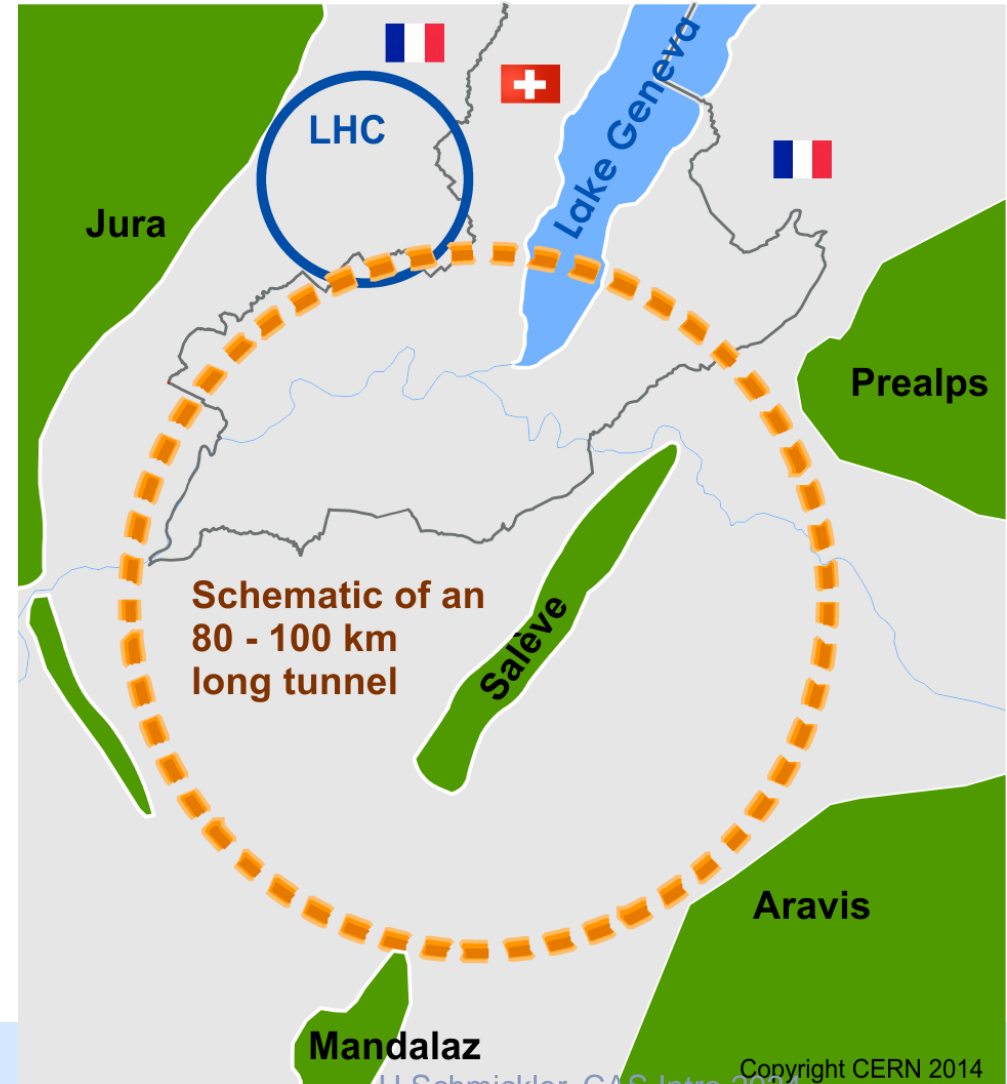 LHC
Lake Geneva
Jura
Prealps
Schematic of an
80 - 100 km
long tunnel
Salève
Aravis
Mandalaz
Copyright CERN 2014